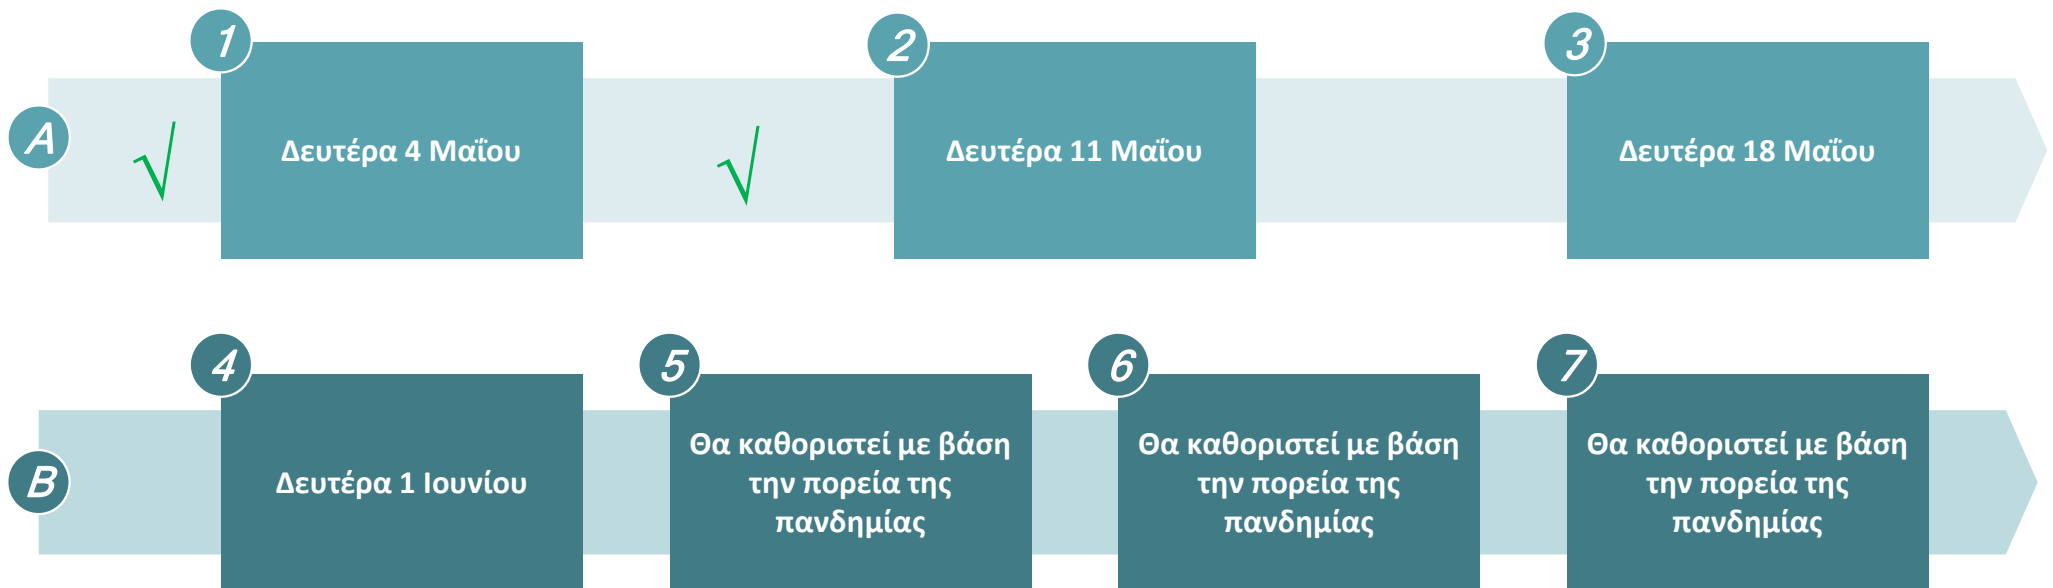 1
2
3
A
√
Δευτέρα 4 Μαΐου
√
Δευτέρα 11 Μαΐου
Δευτέρα 18 Μαΐου
4
5
6
7
B
Δευτέρα 1 Ιουνίου
Θα καθοριστεί με βάση
την πορεία της
πανδημίας
Θα καθοριστεί με βάση
την πορεία της
πανδημίας
Θα καθοριστεί με βάση
την πορεία της
πανδημίας